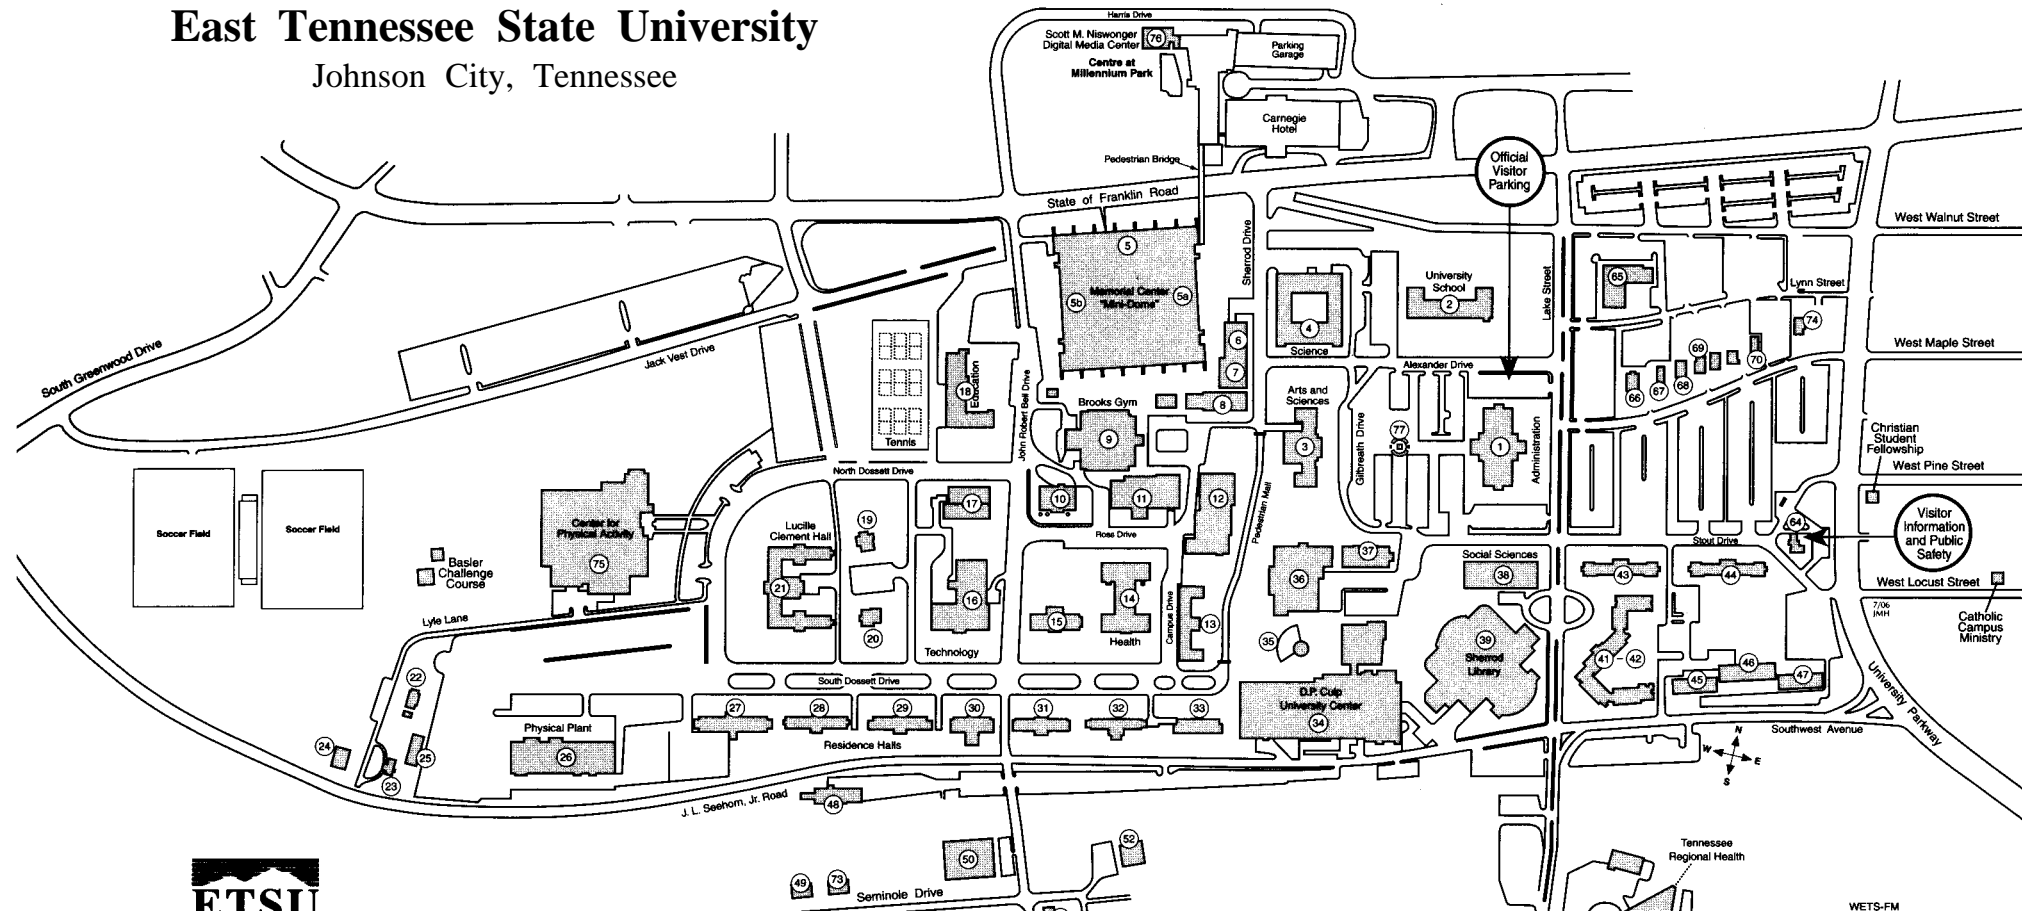 East Tennessee State University
Johnson City, Tennessee
Harris Drive
Scott M. Niswonger
Digital Media Center
76
Parking
Garage
Centre at
Millennium Park
Carnegie
Hotel
Pedestrian Bridge
Official
Visitor
Parking
State of Franklin Road
West Walnut Street
Sherrod Drive
5
Memorial Center
"Mini-Dome"
5b
5a
University
School
2
4
Science
Lake Street
65
Lynn Street
74
West Maple Street
South Greenwood Drive
Jack Vest Drive
6
7
8
69
70
66
67
68
Alexander Drive
18
Education
John Robert Bell Drive
Tennis
Brooks Gym
9
Arts and
Sciences
3
Gilbreath Drive
77
1
Administration
Christian
Student
Fellowship
West Pine Street
North Dossett Drive
Soccer Field
Soccer Field
Center for
Physical Activity
75
Lucille
Clement Hall
21
19
20
17
10
11
12
Ross Drive
Pedestrian Mall
Visitor
Information
and Public
Safety
64
Stout Drive
West Locust Street
Basler
Challenge
Course
Lyle Lane
16
Technology
15
14
Health
Campus Drive
13
36
37
Social Sciences
38
43
44
7/06
JMH
Catholic
Campus
Ministry
35
39
Sherrod
Library
41 - 42
45
46
47
South Dossett Drive
22
24
25
23
Physical Plant
26
27
28
29
30
31
32
33
Residence Halls
D.P. Culp
University Center
34
University Parkway
Southwest Avenue
N
W
E
S
J. L. Seehorn, Jr. Road
48
50
52
49
73
Seminole Drive
Tennessee
Regional Health
WETS-FM
ETSU